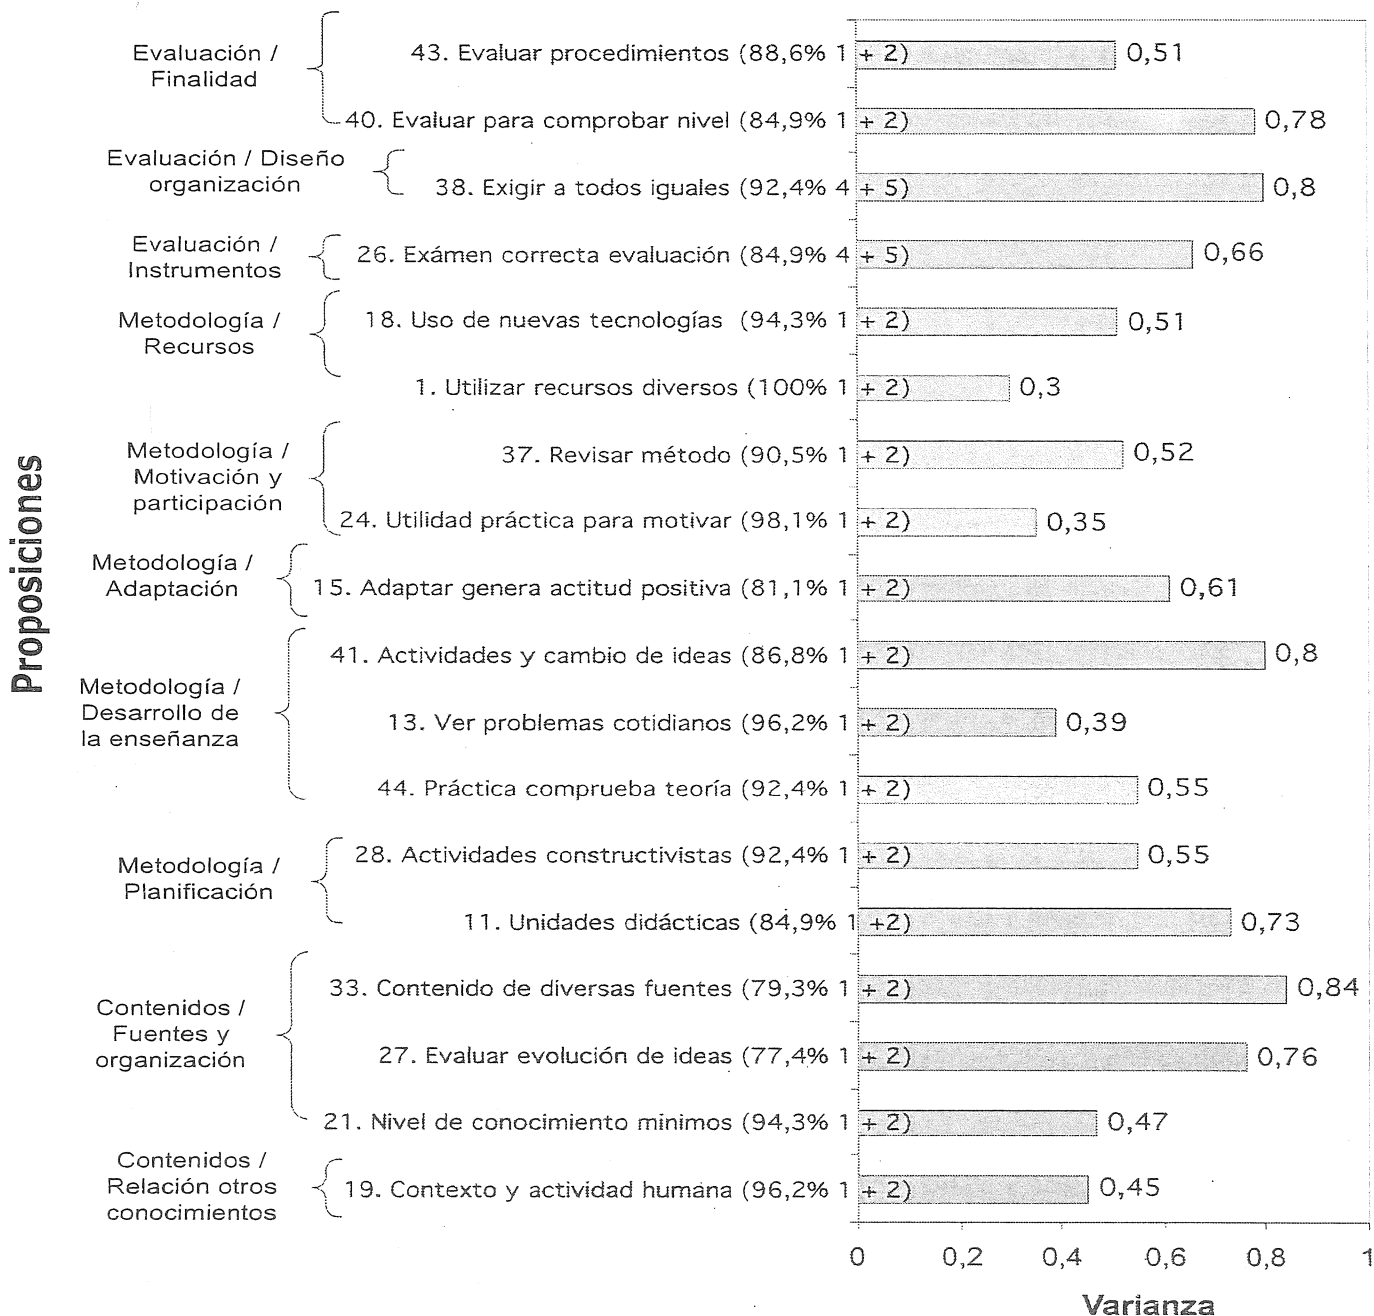 Proposiciones
Evaluación /
Finalidad
43. Evaluar procedimientos (88,6% 1 + 2) 0,51
40. Evaluar para comprobar nivel (84,9% 1 + 2) 0,78
Evaluación / Diseño
organización
38. Exigir a todos iguales (92,4% 4 + 5) 0,8
Evaluación /
Instrumentos
26. Exámen correcta evaluación (84,9% 4 + 5) 0,66
Metodología /
Recursos
18. Uso de nuevas tecnologías (94,3% 1 + 2) 0,51
1. Utilizar recursos diversos (100% 1 + 2) 0,3
Metodología /
Motivación y
participación
37. Revisar método (90,5% 1 + 2) 0,52
24. Utilidad práctica para motivar (98,1% 1 + 2) 0,35
Metodología /
Adaptación
15. Adaptar genera actitud positiva (81,1% 1 + 2) 0,61
Metodología /
Desarrollo de
la enseñanza
41. Actividades y cambio de ideas (86,8% 1 + 2) 0,8
13. Ver problemas cotidianos (96,2% 1 + 2) 0,39
44. Práctica comprueba teoría (92,4% 1 + 2) 0,55
Metodología /
Planificación
28. Actividades constructivistas (92,4% 1 + 2) 0,55
11. Unidades didácticas (84,9% 1 +2) 0,73
Contenidos /
Fuentes y
organización
33. Contenido de diversas fuentes (79,3% 1 + 2) 0,84
27. Evaluar evolución de ideas (77,4% 1 + 2) 0,76
21. Nivel de conocimiento mínimos (94,3% 1 + 2) 0,47
Contenidos /
Relación otros
conocimientos
19. Contexto y actividad humana (96,2% 1 + 2) 0,45
0 0,2 0,4 0,6 0,8 1
Varianza